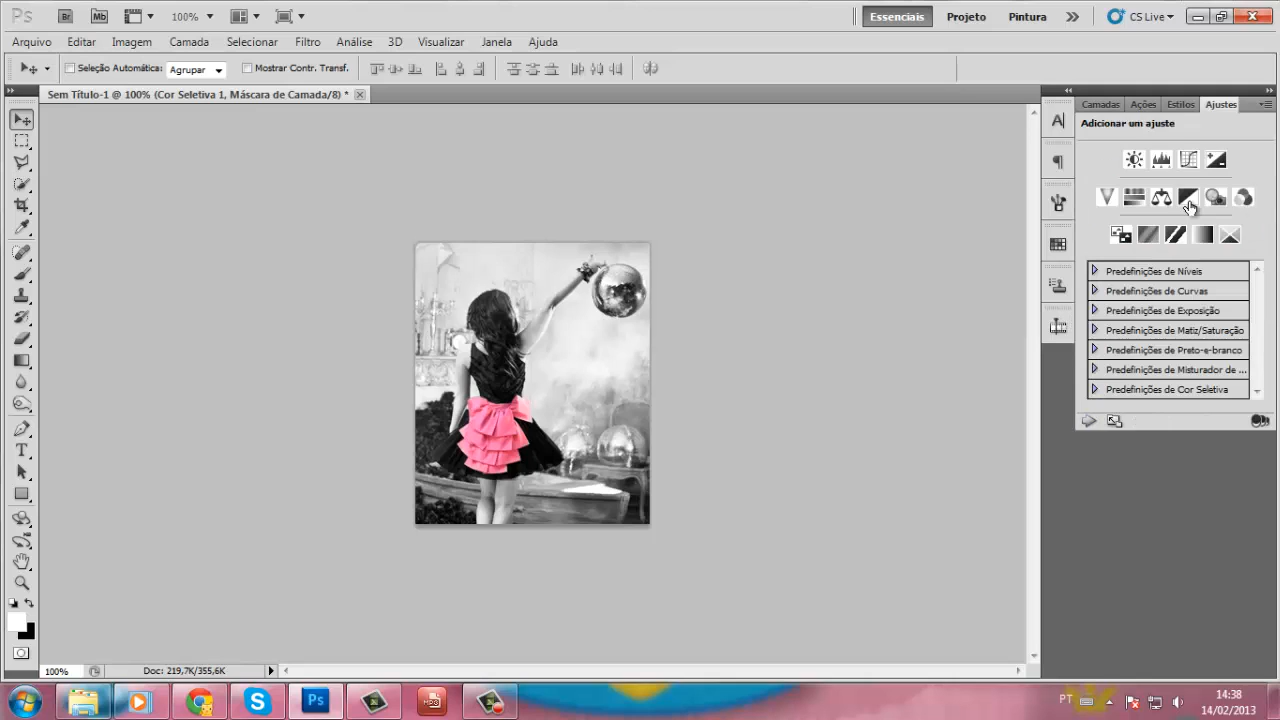 Ps Br Mb 100% Essenciais Projeto Pintura CS Live
Arquivo Editar Imagem Camada Selecionar Filtro Análise 3D Visualizar Janela Ajuda
Seleção Automática: Agrupar Mostrar Contr. Transf.
Sem Título-1 @ 100% (Cor Seletiva 1, Máscara de Camada/8) *
Camadas Ações Estilos Ajustes
Adicionar um ajuste
Predefinições de Níveis
Predefinições de Curvas
Predefinições de Exposição
Predefinições de Matiz/Saturação
Predefinições de Preto-e-branco
Predefinições de Misturador de ...
Predefinições de Cor Seletiva
100% Doc: 219,7K/355,6K
Ps
PT
14:38
14/02/2013